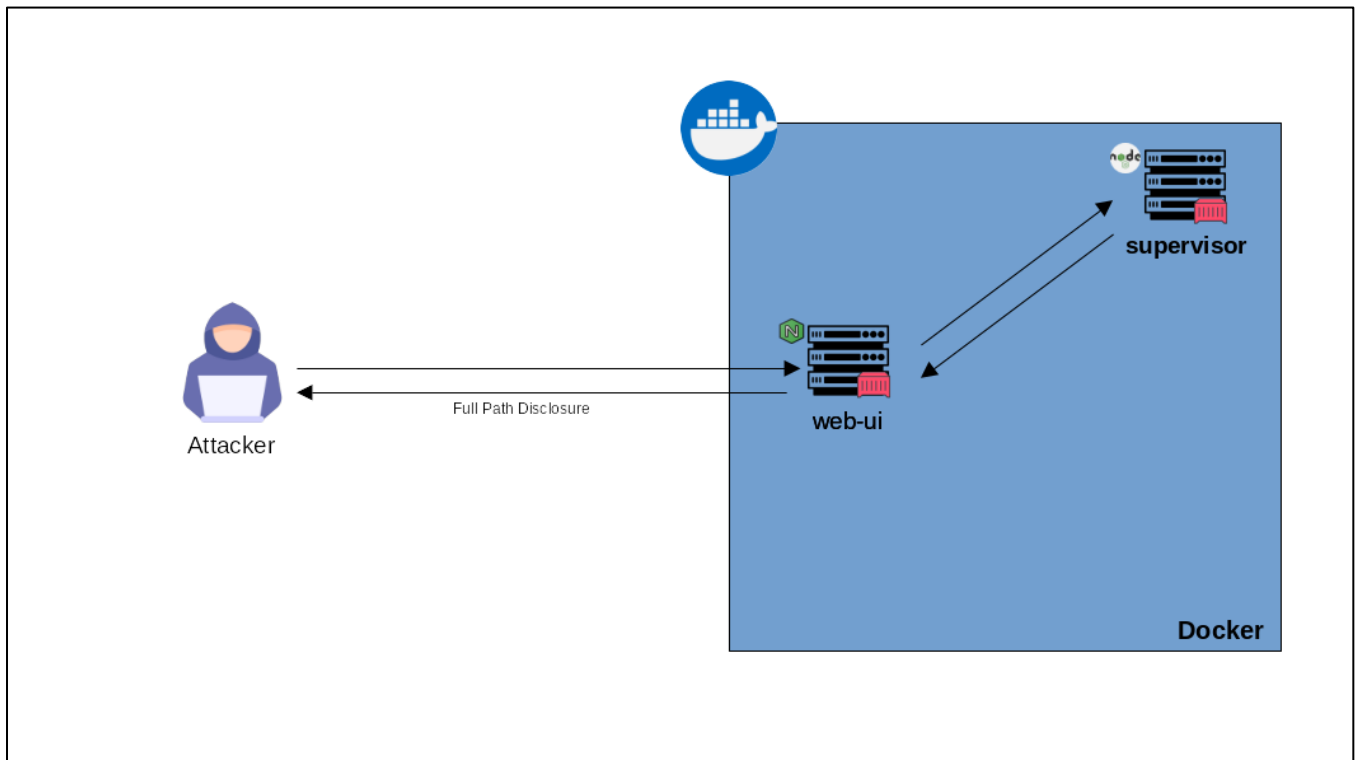 node
supervisor
N
web-ui
Full Path Disclosure
Attacker
Docker